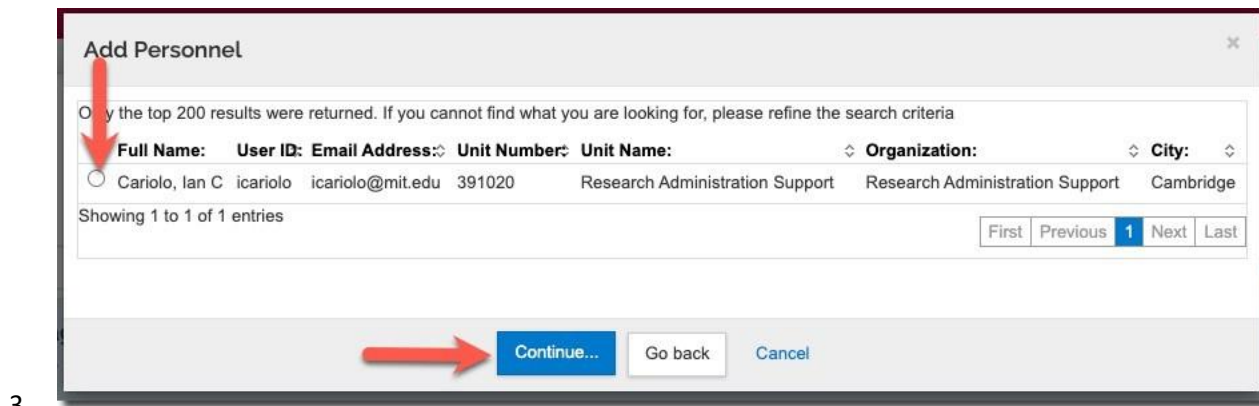 Add Personnel ×
Only the top 200 results were returned. If you cannot find what you are looking for, please refine the search criteria
Full Name: User ID: Email Address: Unit Number: Unit Name: Organization: City:
Cariolo, Ian C icariolo icariolo@mit.edu 391020 Research Administration Support Research Administration Support Cambridge
Showing 1 to 1 of 1 entries
First Previous 1 Next Last
Continue... Go back Cancel
3